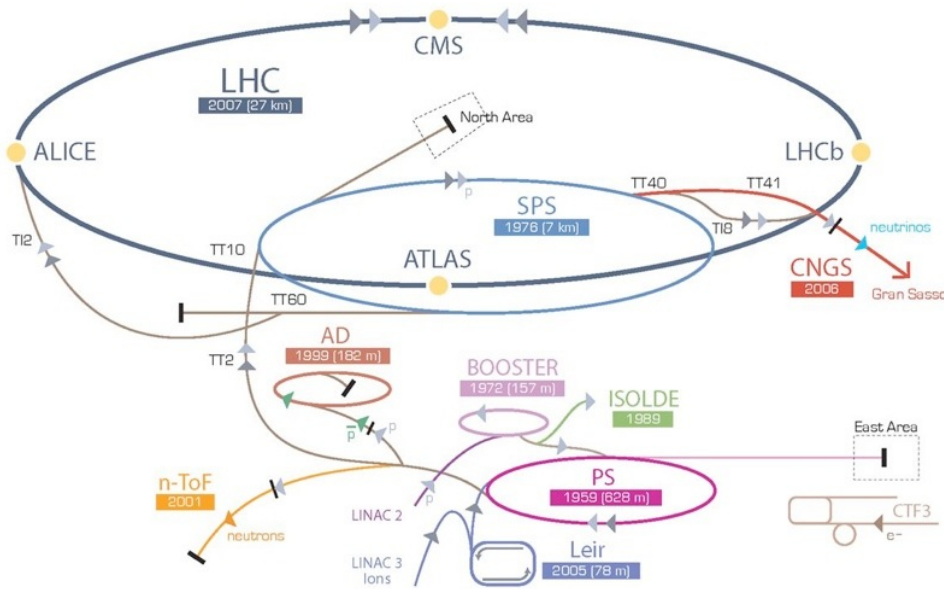 CMS
LHC
2007 (27 km)
North Area
ALICE
LHCb
TT40
TT41
p
SPS
1976 (7 km)
TI8
neutrinos
TI2
TT10
ATLAS
CNGS
2006
Gran Sasso
TT60
AD
1999 (182 m)
TT2
BOOSTER
1972 (157 m)
ISOLDE
1989
p
p
East Area
n-ToF
2001
PS
1959 (628 m)
p
LINAC 2
neutrons
CTF3
e-
LINAC 3
Ions
Leir
2005 (78 m)